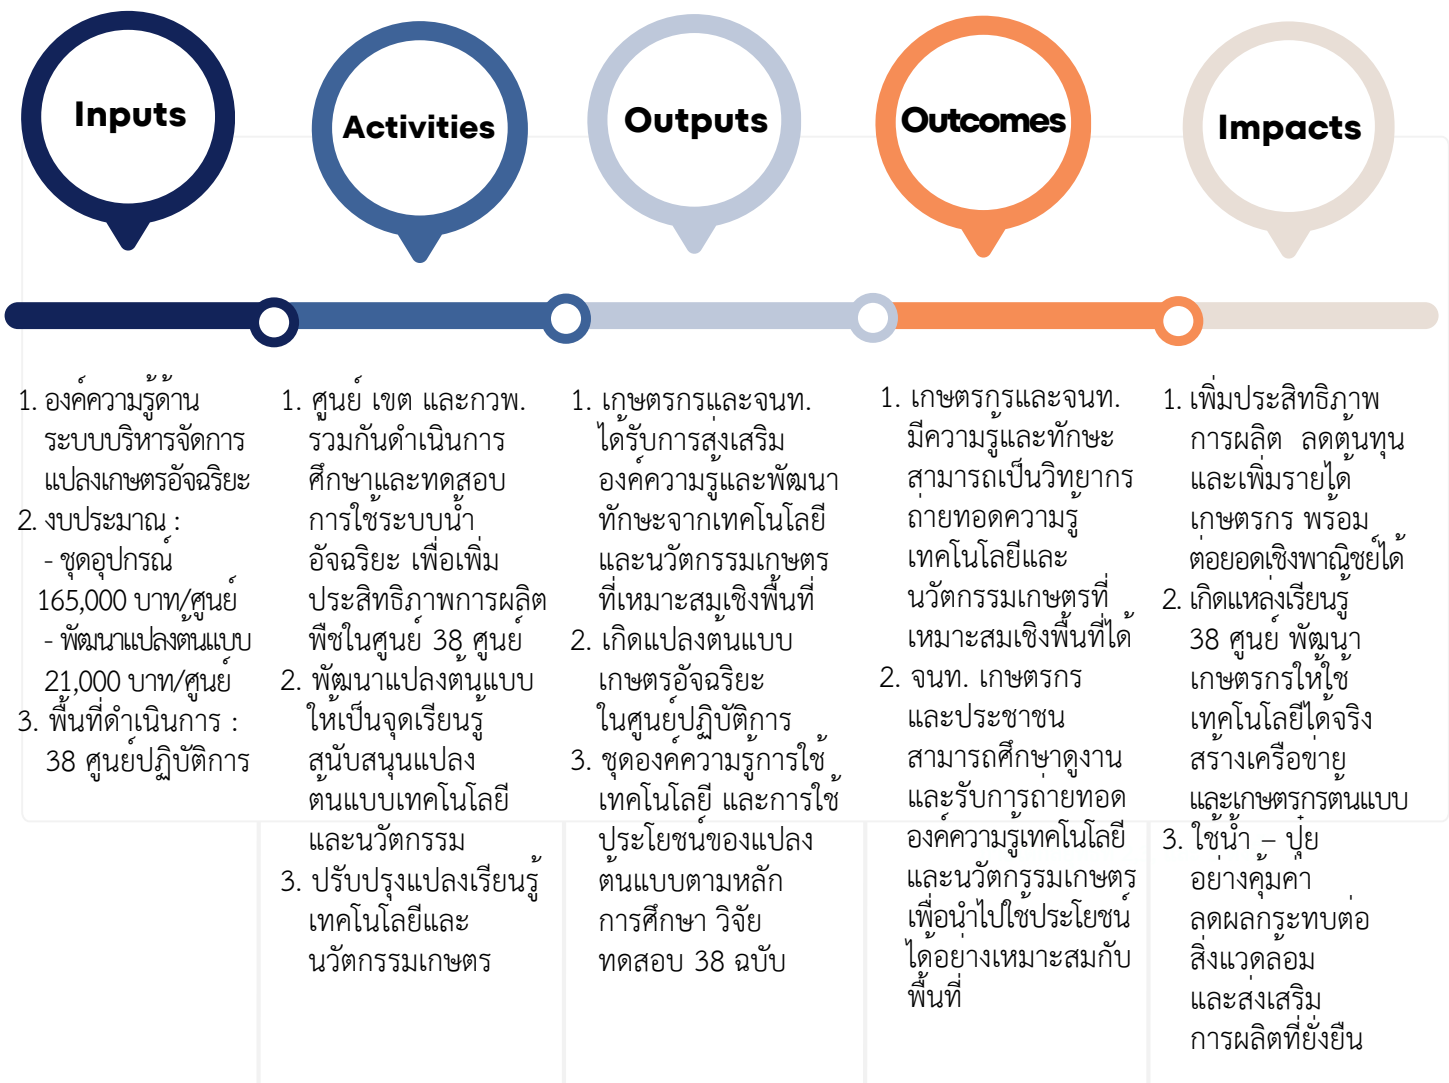 Inputs
Activities
Outputs
Outcomes
Impacts
1. องค์ความรู้ด้าน
ระบบบริหารจัดการ
แปลงเกษตรอัจฉริยะ
2. งบประมาณ :
- ชุดอุปกรณ์
165,000 บาท/ศูนย์
- พัฒนาแปลงต้นแบบ
21,000 บาท/ศูนย์
3. พื้นที่ดำเนินการ :
38 ศูนย์ปฏิบัติการ
1. ศูนย์ เขต และกวพ.
ร่วมกันดำเนินการ
ศึกษาและทดสอบ
การใช้ระบบน้ำ
อัจฉริยะ เพื่อเพิ่ม
ประสิทธิภาพการผลิต
พืชในศูนย์ 38 ศูนย์
2. พัฒนาแปลงต้นแบบ
ให้เป็นจุดเรียนรู้
สนับสนุนแปลง
ต้นแบบเทคโนโลยี
และนวัตกรรม
3. ปรับปรุงแปลงเรียนรู้
เทคโนโลยีและ
นวัตกรรมเกษตร
1. เกษตรกรและจนท.
ได้รับการส่งเสริม
องค์ความรู้และพัฒนา
ทักษะจากเทคโนโลยี
และนวัตกรรมเกษตร
ที่เหมาะสมเชิงพื้นที่
2. เกิดแปลงต้นแบบ
เกษตรอัจฉริยะ
ในศูนย์ปฏิบัติการ
3. ชุดองค์ความรู้การใช้
เทคโนโลยี และการใช้
ประโยชน์ของแปลง
ต้นแบบตามหลัก
การศึกษา วิจัย
ทดสอบ 38 ฉบับ
1. เกษตรกรและจนท.
มีความรู้และทักษะ
สามารถเป็นวิทยากร
ถ่ายทอดความรู้
เทคโนโลยีและ
นวัตกรรมเกษตรที่
เหมาะสมเชิงพื้นที่ได้
2. จนท. เกษตรกร
และประชาชน
สามารถศึกษาดูงาน
และรับการถ่ายทอด
องค์ความรู้เทคโนโลยี
และนวัตกรรมเกษตร
เพื่อนำไปใช้ประโยชน์
ได้อย่างเหมาะสมกับ
พื้นที่
1. เพิ่มประสิทธิภาพ
การผลิต ลดต้นทุน
และเพิ่มรายได้
เกษตรกร พร้อม
ต่อยอดเชิงพาณิชย์ได้
2. เกิดแหล่งเรียนรู้
38 ศูนย์ พัฒนา
เกษตรกรให้ใช้
เทคโนโลยีได้จริง
สร้างเครือข่าย
และเกษตรกรต้นแบบ
3. ใช้น้ำ – ปุ๋ย
อย่างคุ้มค่า
ลดผลกระทบต่อ
สิ่งแวดล้อม
และส่งเสริม
การผลิตที่ยั่งยืน